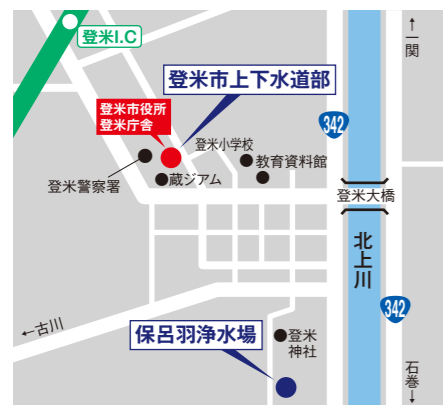 登米I.C
登米市上下水道部
↑一関
登米市役所
登米庁舎
342
登米小学校
教育資料館
登米警察署
蔵ジアム
登米大橋
北上川
342
←古川
保呂羽浄水場
登米
神社
石巻↓